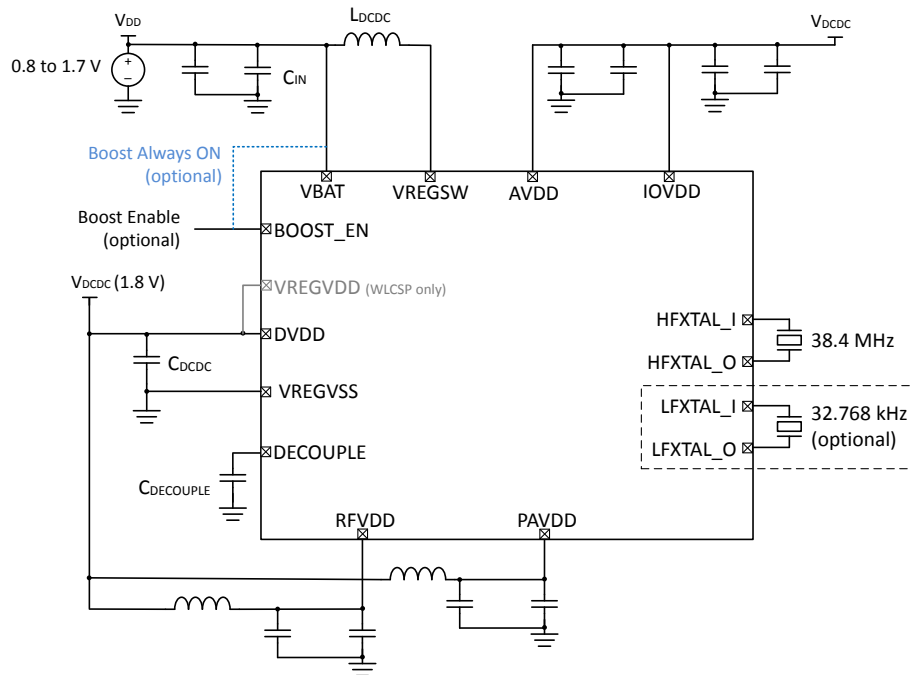 VDD
LDCDC
VDCDC
0.8 to 1.7 V
+
–
CIN
Boost Always ON
(optional)
VBAT
VREGSW
AVDD
IOVDD
Boost Enable
(optional)
BOOST_EN
VDCDC (1.8 V)
VREGVDD (WLCSP only)
DVDD
HFXTAL_I
38.4 MHz
HFXTAL_O
CDCDC
VREGVSS
LFXTAL_I
32.768 kHz
(optional)
LFXTAL_O
DECOUPLE
CDECOUPLE
RFVDD
PAVDD